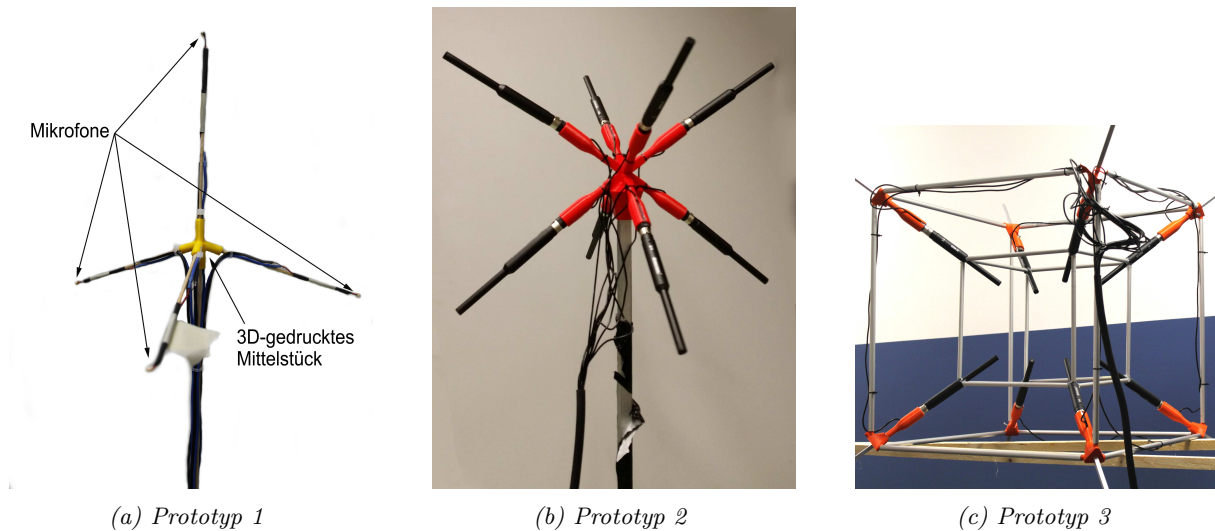 Mikrofone
3D-gedrucktes
Mittelstück
(a) Prototyp 1
(b) Prototyp 2
(c) Prototyp 3